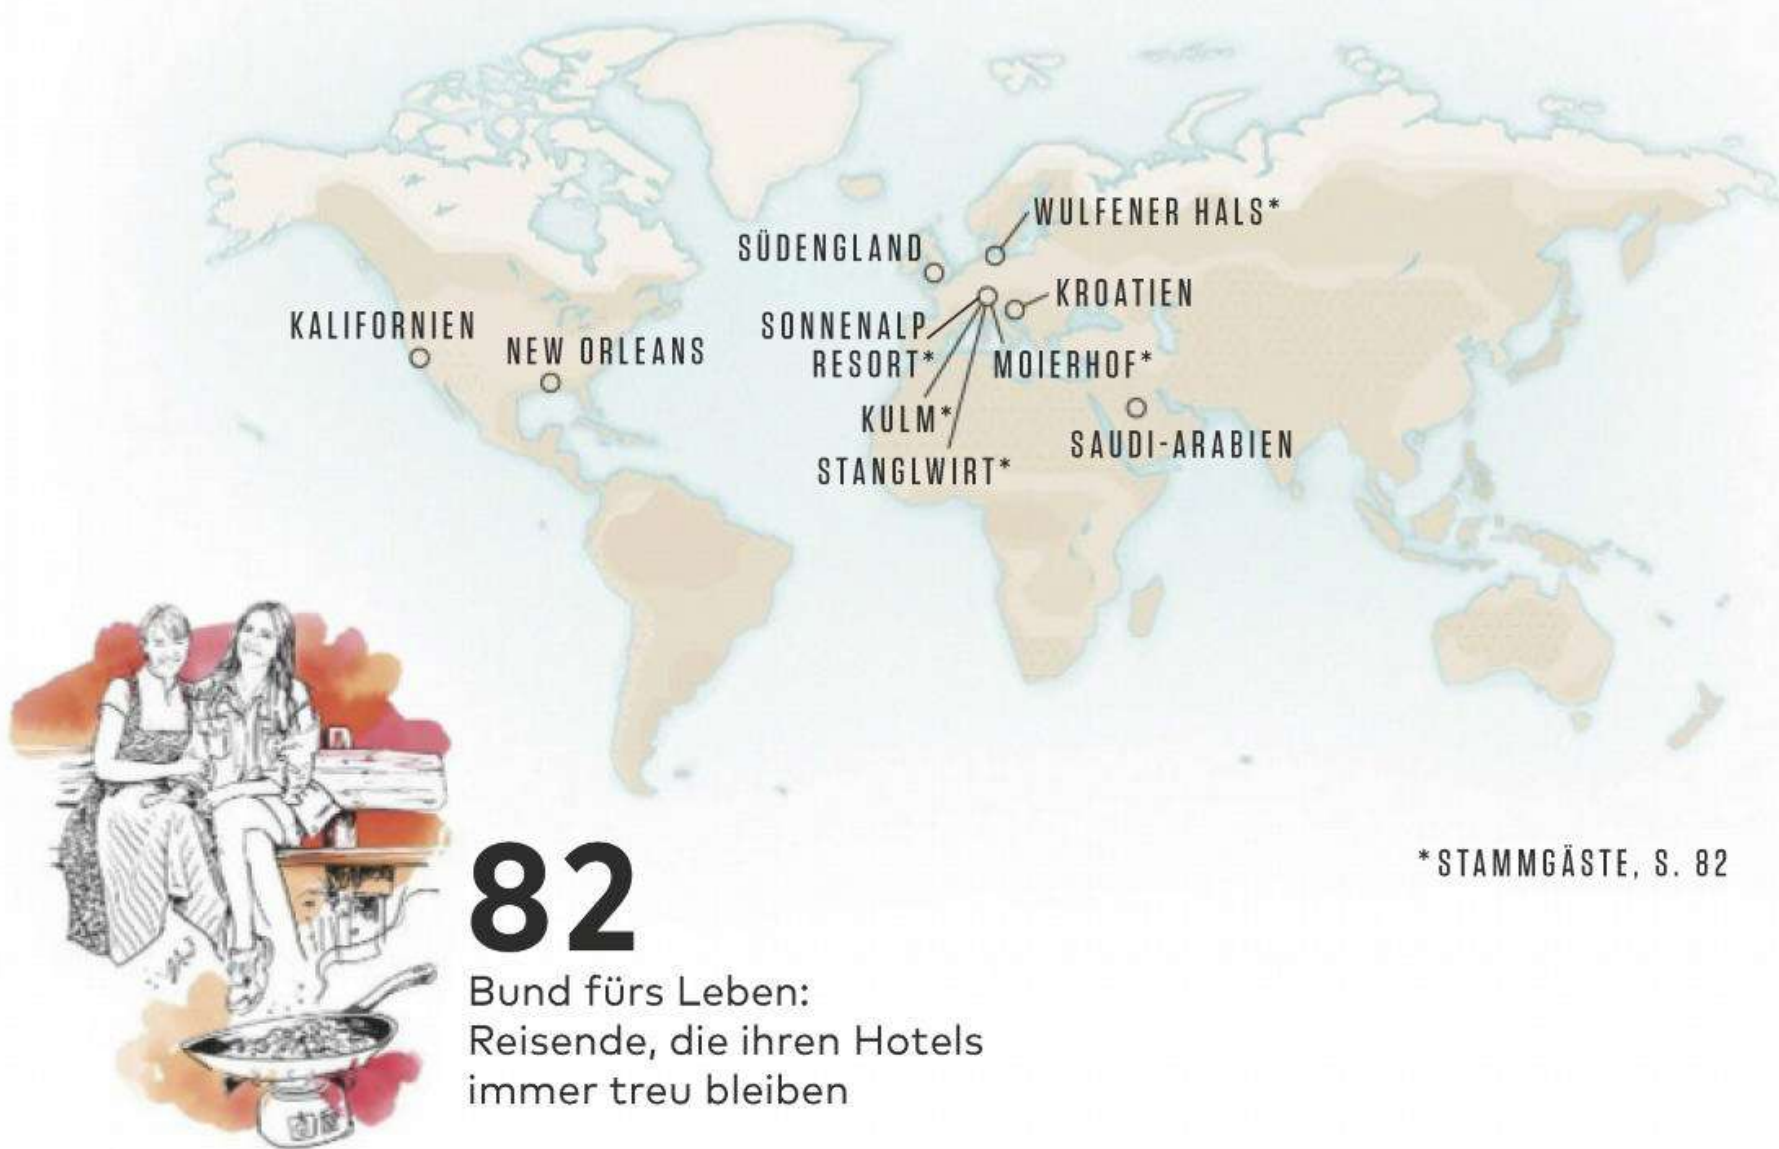 WULFENER HALS*
SÜDENGLAND
KROATIEN
KALIFORNIEN
SONNENALP
RESORT*
NEW ORLEANS
MOIERHOF*
KULM*
SAUDI-ARABIEN
STANGLWIRT*
*STAMMGÄSTE, S. 82
82
Bund fürs Leben:
Reisende, die ihren Hotels
immer treu bleiben